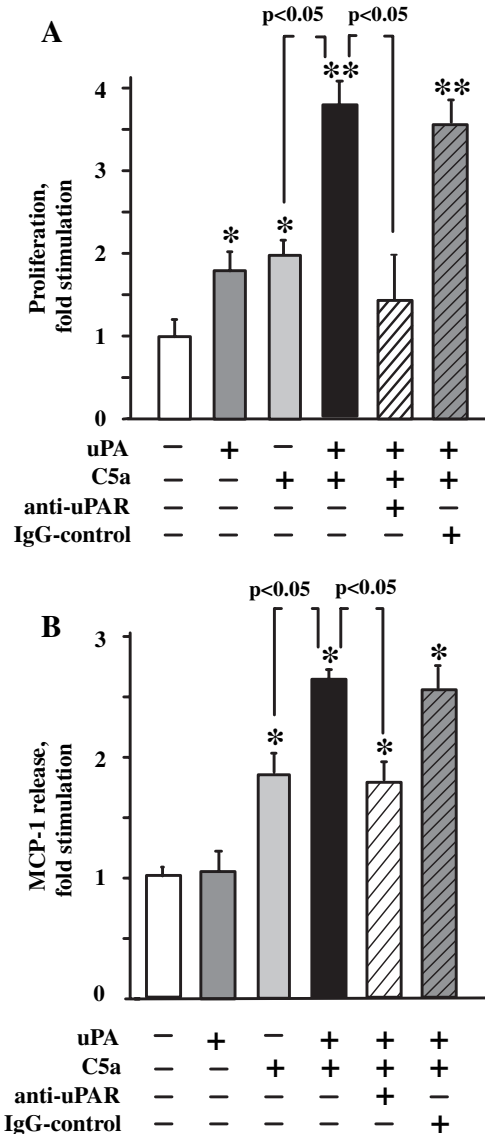 p<0.05 p<0.05
A
** **
* *
Proliferation,
fold stimulation
4
3
2
1
0
uPA − + − + + +
C5a − − + + + +
anti-uPAR − − − − + −
IgG-control − − − − − +
p<0.05 p<0.05
B
* *
* *
MCP-1 release,
fold stimulation
3
2
1
0
uPA − + − + + +
C5a − − + + + +
anti-uPAR − − − − + −
IgG-control − − − − − +